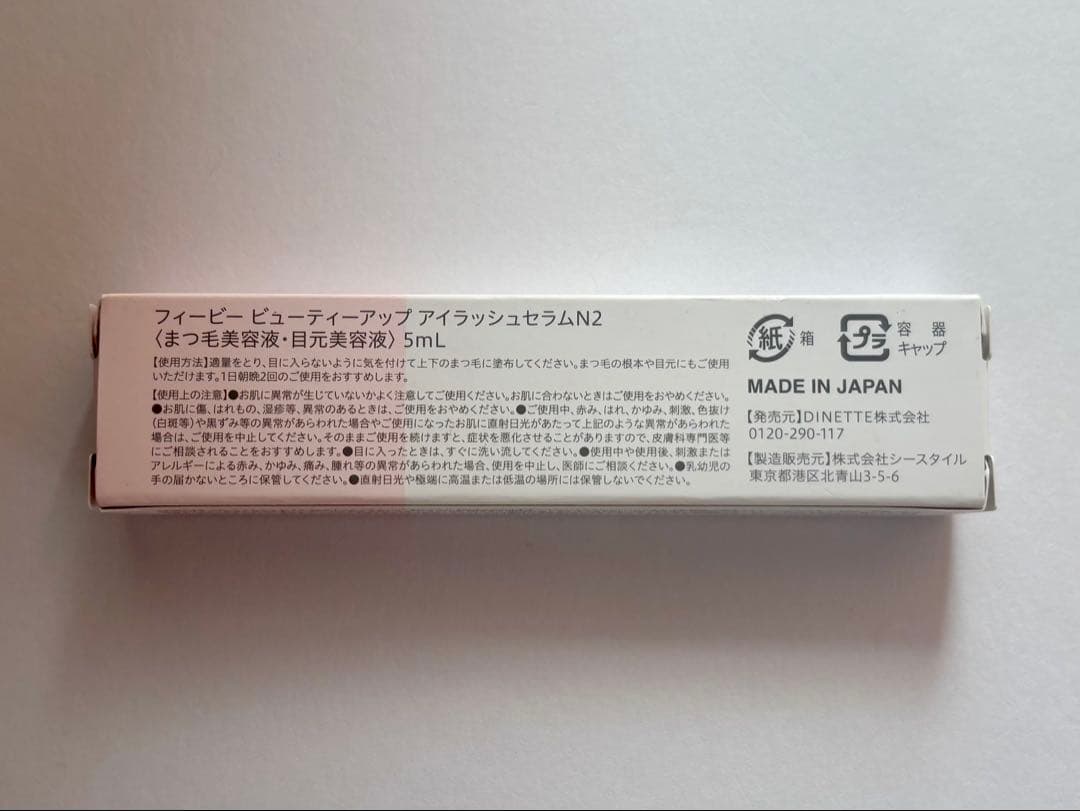 フィービー ビューティーアップ アイラッシュセラムN2
〈まつ毛美容液・目元美容液〉 5mL
【使用方法】適量をとり、目に入らないように気を付けて上下のまつ毛に塗布してください。まつ毛の根本や目元にもご使用
いただけます。1日朝晩2回のご使用をおすすめします。
【使用上の注意】●お肌に異常が生じていないかよく注意してご使用ください。お肌に合わないときはご使用をおやめください。
●お肌に傷、はれもの、湿疹等、異常のあるときは、ご使用をおやめください。●ご使用中、赤み、はれ、かゆみ、刺激、色抜け
(白斑等)や黒ずみ等の異常があらわれた場合やご使用になったお肌に直射日光があたって上記のような異常があらわれた
場合は、ご使用を中止してください。そのままご使用を続けますと、症状を悪化させることがありますので、皮膚科専門医等
にご相談されることをおすすめします。●目に入ったときは、すぐに洗い流してください。●使用中や使用後、刺激または
アレルギーによる赤み、かゆみ、痛み、腫れ等の異常があらわれた場合、使用を中止し、医師にご相談ください。●乳幼児の
手の届かないところに保管してください。●直射日光や極端に高温または低温の場所には保管しないでください。
紙 箱
プラ 容器
キャップ
MADE IN JAPAN
【発売元】DINETTE株式会社
0120-290-117
【製造販売元】株式会社シースタイル
東京都港区北青山3-5-6